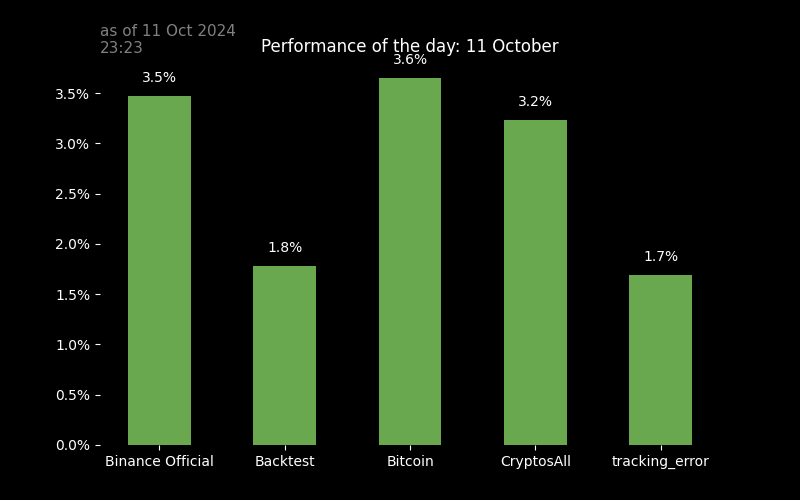 as of 11 Oct 2024
23:23
Performance of the day: 11 October
3.5%
1.8%
3.6%
3.2%
1.7%
3.5%
3.0%
2.5%
2.0%
1.5%
1.0%
0.5%
0.0%
Binance Official
Backtest
Bitcoin
CryptosAll
tracking_error